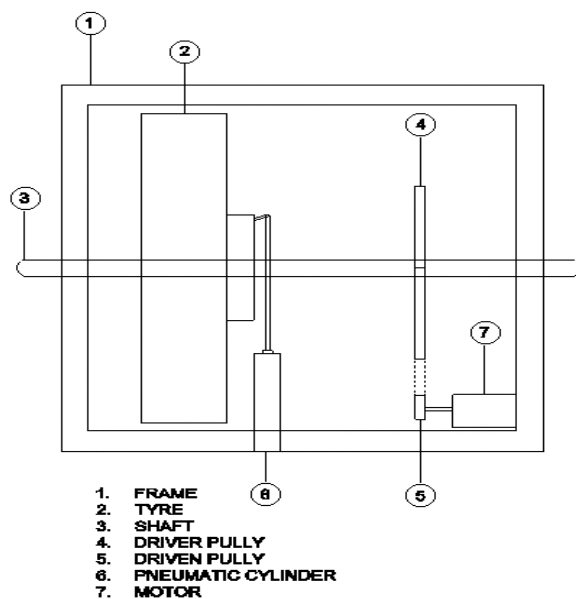 1
2
4
3
7
6
5
1. FRAME
2. TYRE
3. SHAFT
4. DRIVER PULLY
5. DRIVEN PULLY
6. PNEUMATIC CYLINDER
7. MOTOR